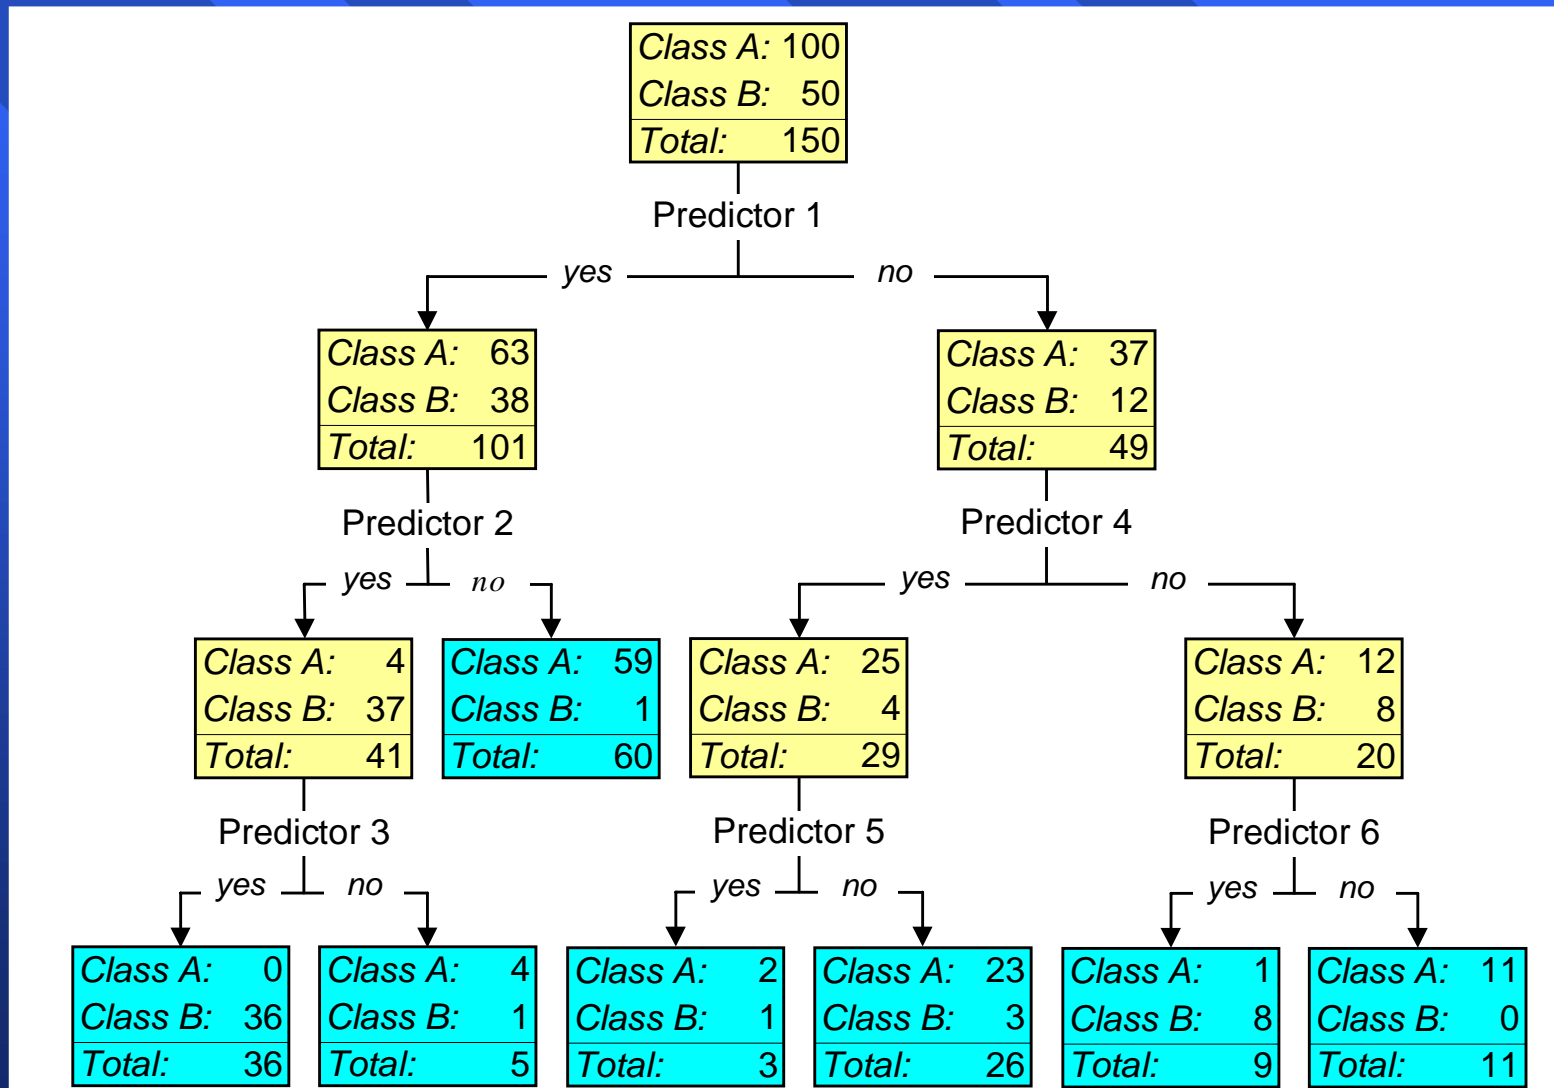 Class A: 100
Class B: 50
Total: 150
Predictor 1
yes no
Class A: 63
Class B: 38
Total: 101
Class A: 37
Class B: 12
Total: 49
Predictor 2
Predictor 4
yes no
yes no
Class A: 4
Class B: 37
Total: 41
Class A: 59
Class B: 1
Total: 60
Class A: 25
Class B: 4
Total: 29
Class A: 12
Class B: 8
Total: 20
Predictor 3
Predictor 5
Predictor 6
yes no
yes no
yes no
Class A: 0
Class B: 36
Total: 36
Class A: 4
Class B: 1
Total: 5
Class A: 2
Class B: 1
Total: 3
Class A: 23
Class B: 3
Total: 26
Class A: 1
Class B: 8
Total: 9
Class A: 11
Class B: 0
Total: 11